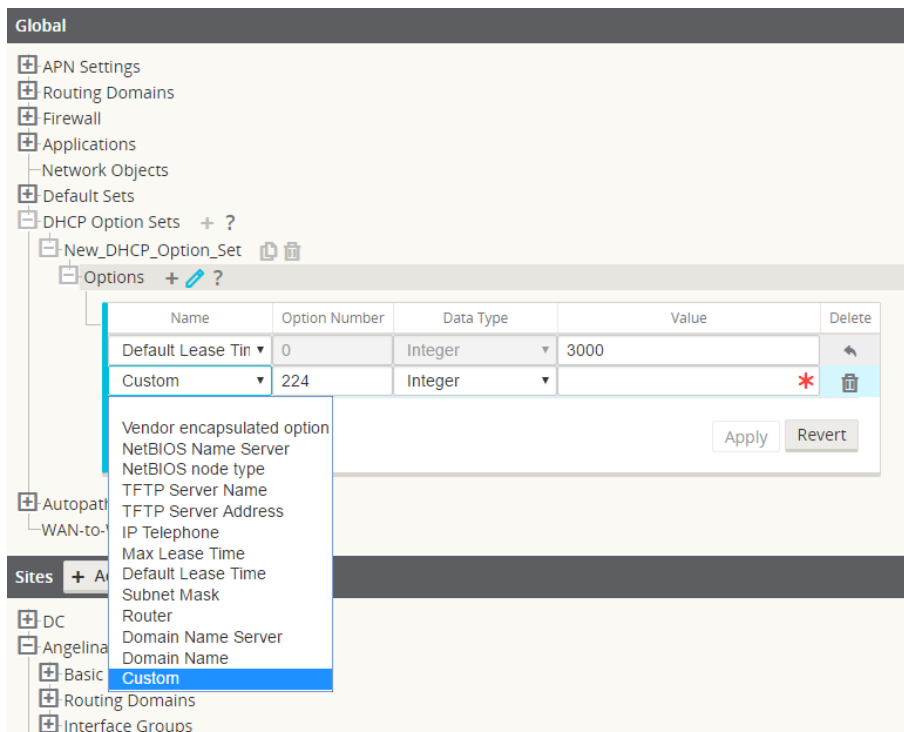 Global
APN Settings
Routing Domains
Firewall
Applications
Network Objects
Default Sets
DHCP Option Sets + ?
New_DHCP_Option_Set
Options + ?
Name Option Number Data Type Value Delete
Default Lease Tin 0 Integer 3000
Custom 224 Integer *
Vendor encapsulated option
NetBIOS Name Server
NetBIOS node type
TFTP Server Name
TFTP Server Address
IP Telephone
Max Lease Time
Default Lease Time
Subnet Mask
Router
Domain Name Server
Domain Name
Custom
Apply Revert
Autopath
WAN-to-
Sites + A
DC
Angelina
Basic
Routing Domains
Interface Groups